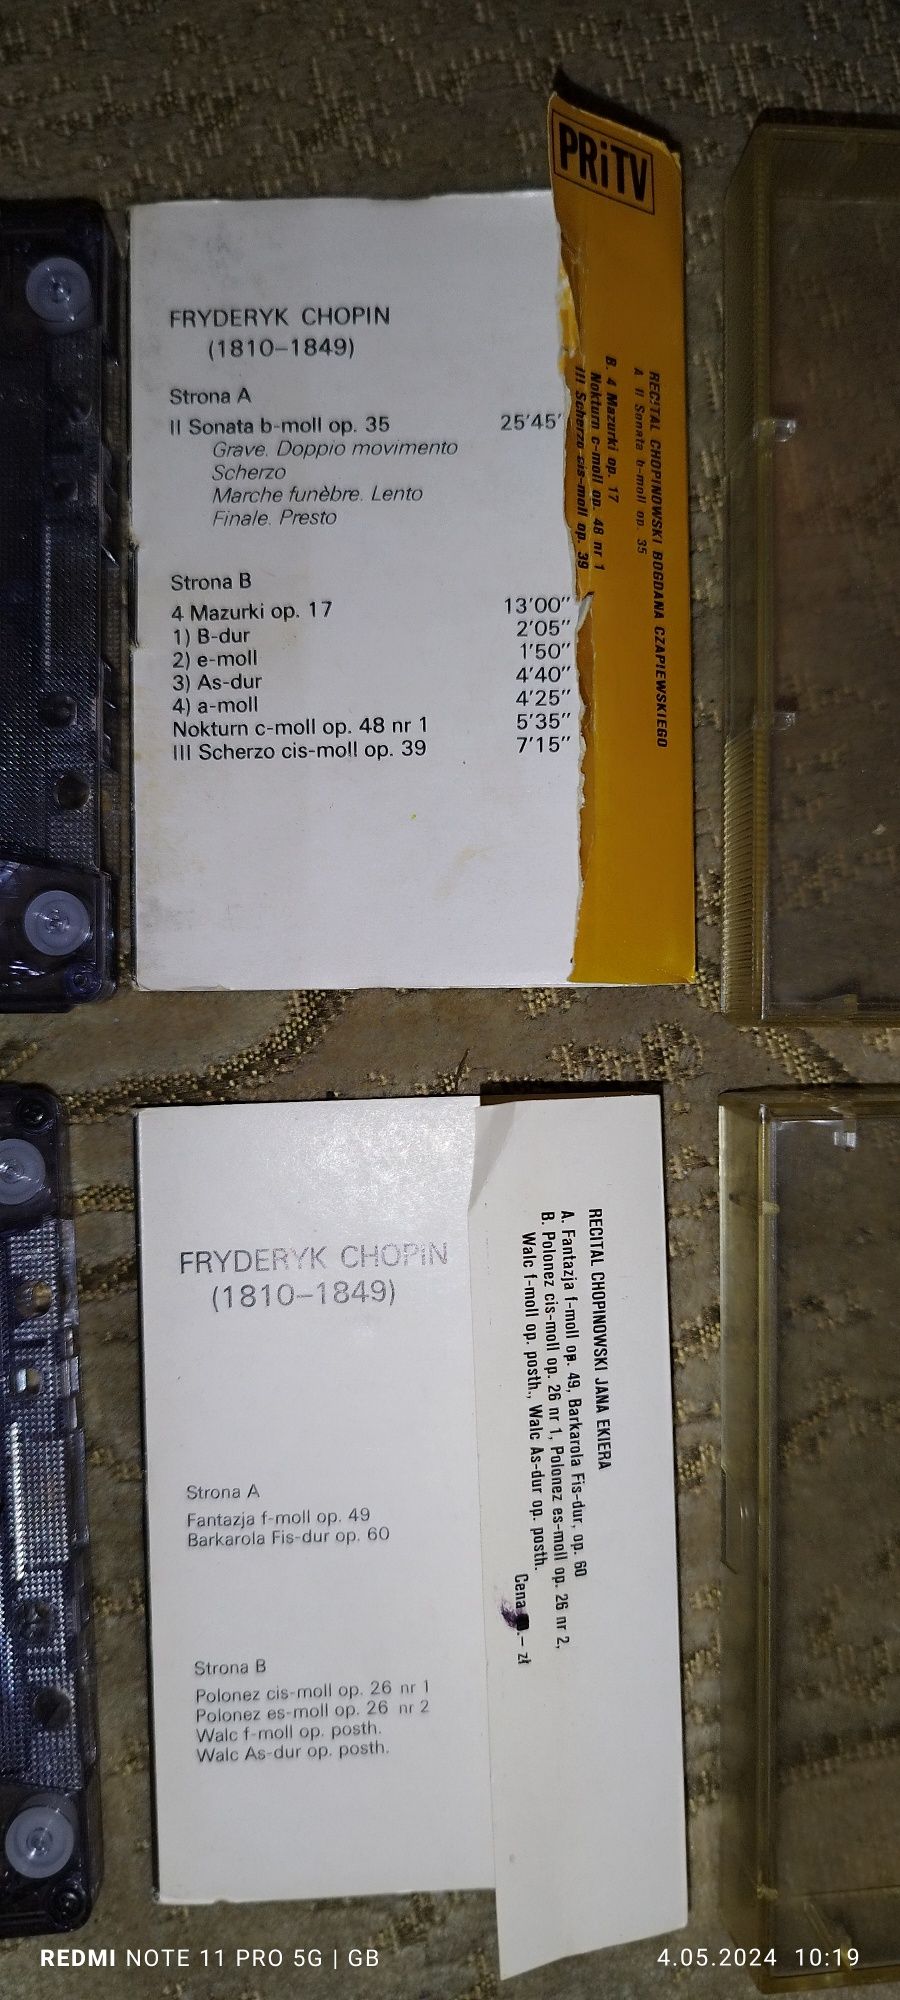 PRiTV
FRYDERYK CHOPIN
(1810–1849)
Strona A
II Sonata b-moll op. 35 25′45″
Grave. Doppio movimento
Scherzo
Marche funèbre. Lento
Finale. Presto
Strona B
4 Mazurki op. 17 13′00″
1) B-dur 2′05″
2) e-moll 1′50″
3) As-dur 4′40″
4) a-moll 4′25″
Nokturn c-moll op. 48 nr 1 5′35″
III Scherzo cis-moll op. 39 7′15″
RECITAL CHOPINOWSKI BOGDANA CZAPIEWSKIEGO
A. II Sonata b-moll op. 35
B. 4 Mazurki op. 17
Nokturn c-moll op. 48 nr 1
III Scherzo cis-moll op. 39
FRYDERYK CHOPIN
(1810–1849)
Strona A
Fantazja f-moll op. 49
Barkarola Fis-dur op. 60
Strona B
Polonez cis-moll op. 26 nr 1
Polonez es-moll op. 26 nr 2
Walc f-moll op. posth.
Walc As-dur op. posth.
RECITAL CHOPINOWSKI JANA EKIERA
A. Fantazja f-moll op. 49, Barkarola Fis-dur, op. 60
B. Polonez cis-moll op. 26 nr 1, Polonez es-moll op. 26 nr 2,
Walc f-moll op. posth., Walc As-dur op. posth.
Cena .– zł
REDMI NOTE 11 PRO 5G | GB
4.05.2024 10:19